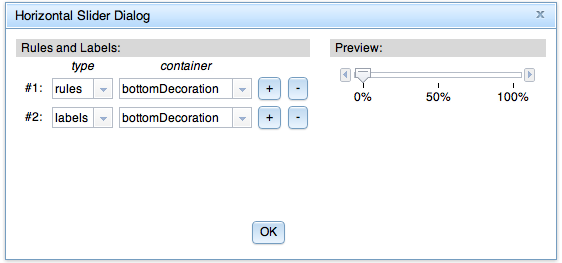 Horizontal Slider Dialog x
Rules and Labels:
type container
#1: rules bottomDecoration + -
#2: labels bottomDecoration + -
Preview:
0% 50% 100%
OK